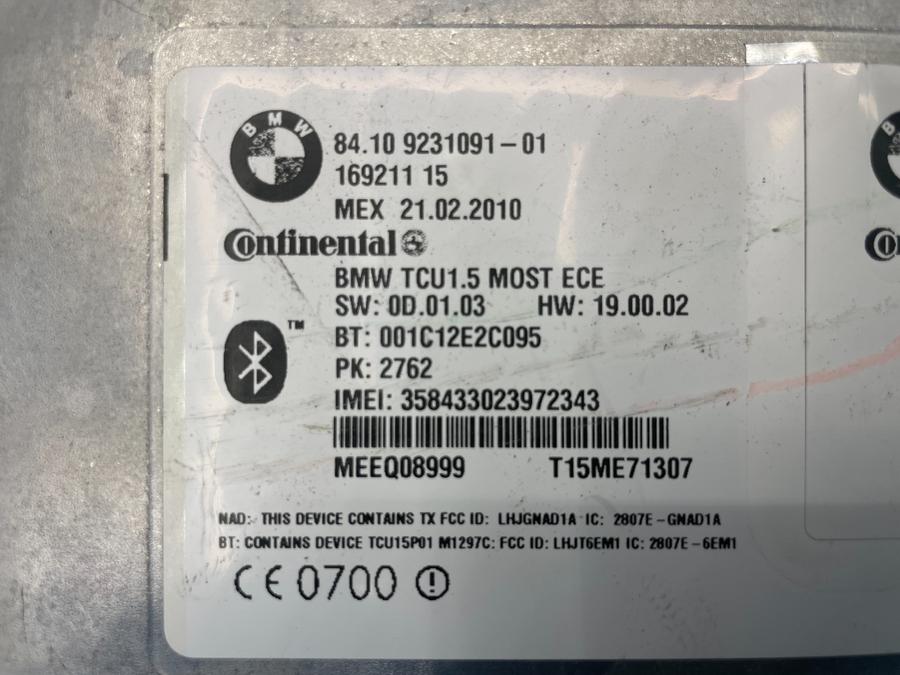 BMW
84.10 9231091-01
169211 15
MEX 21.02.2010
Continental
BMW TCU1.5 MOST ECE
SW: 0D.01.03 HW: 19.00.02
TM
BT: 001C12E2C095
PK: 2762
IMEI: 358433023972343
MEEQ08999 T15ME71307
NAD: THIS DEVICE CONTAINS TX FCC ID: LHJGNAD1A IC: 2807E-GNAD1A
BT: CONTAINS DEVICE TCU15P01 M1297C: FCC ID: LHJT6EM1 IC: 2807E-6EM1
CE 0700